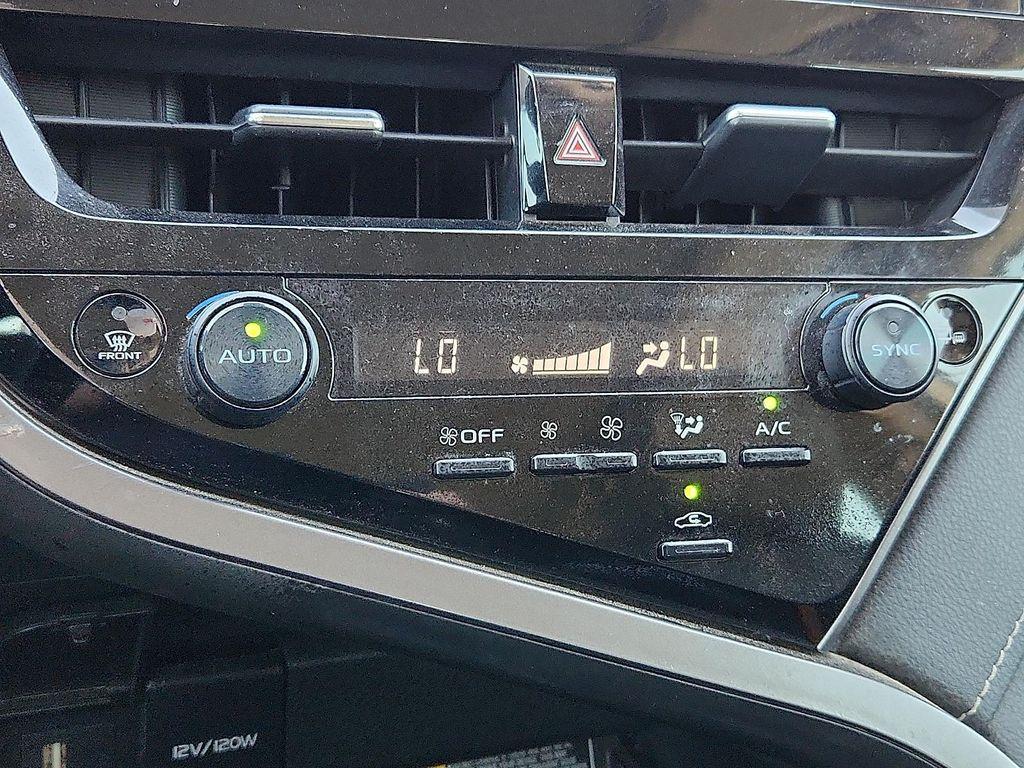 FRONT
AUTO
LO
LO
SYNC
OFF
A/C
12V/120W